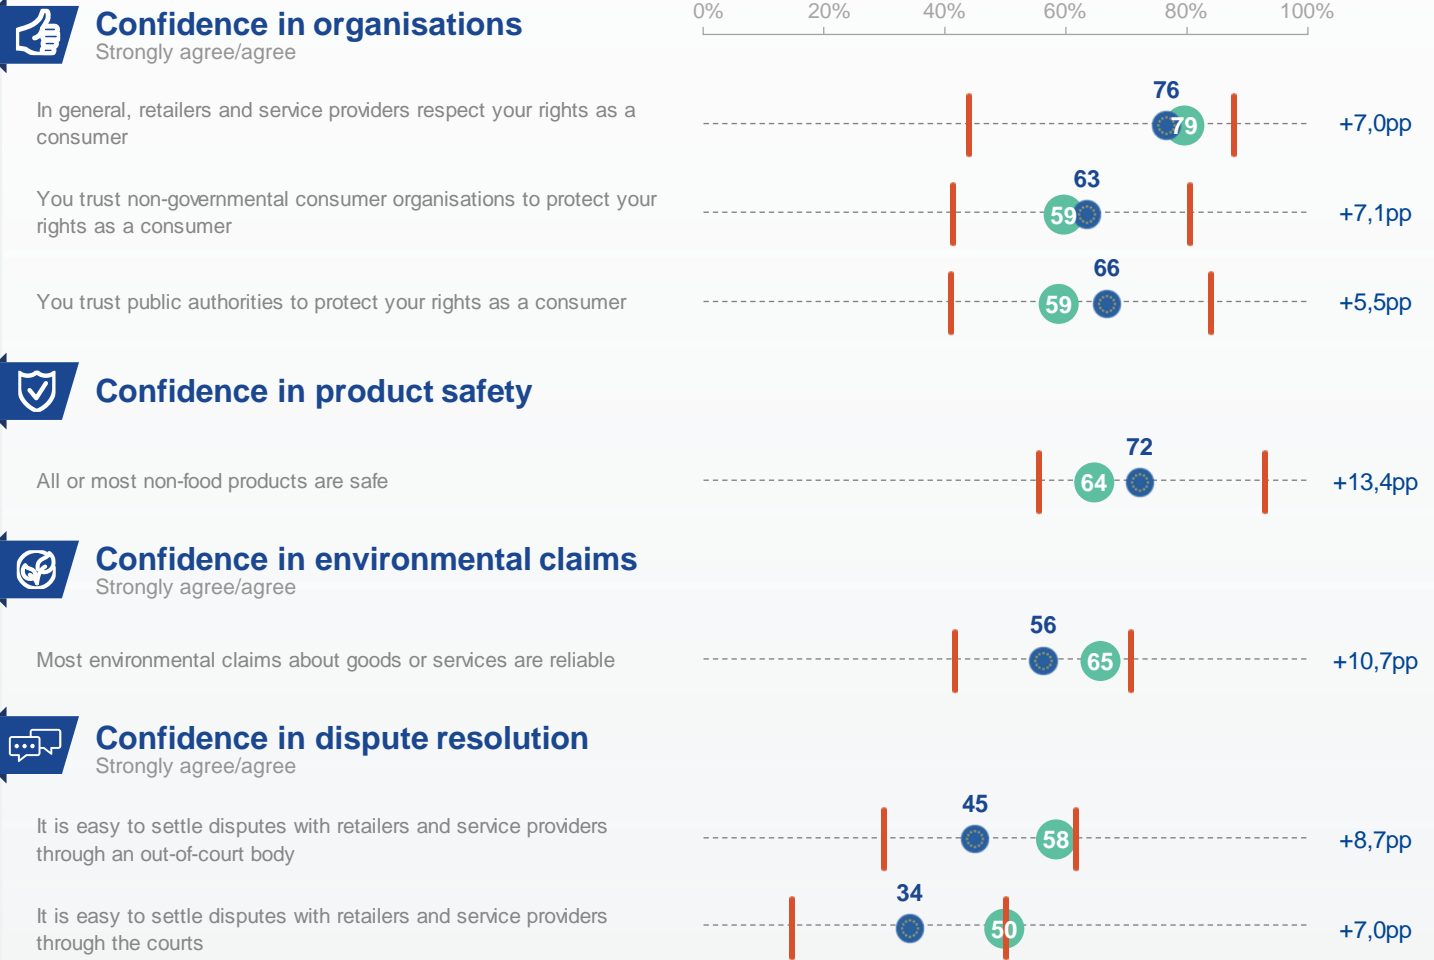 0% 20% 40% 60% 80% 100%
Confidence in organisations
Strongly agree/agree
76
In general, retailers and service providers respect your rights as a
consumer
79
+7,0pp
63
You trust non-governmental consumer organisations to protect your
rights as a consumer
59
+7,1pp
66
You trust public authorities to protect your rights as a consumer
59
+5,5pp
Confidence in product safety
72
All or most non-food products are safe
64
+13,4pp
Confidence in environmental claims
Strongly agree/agree
56
Most environmental claims about goods or services are reliable
65
+10,7pp
Confidence in dispute resolution
Strongly agree/agree
45
It is easy to settle disputes with retailers and service providers
through an out-of-court body
58
+8,7pp
34
It is easy to settle disputes with retailers and service providers
through the courts
50
+7,0pp